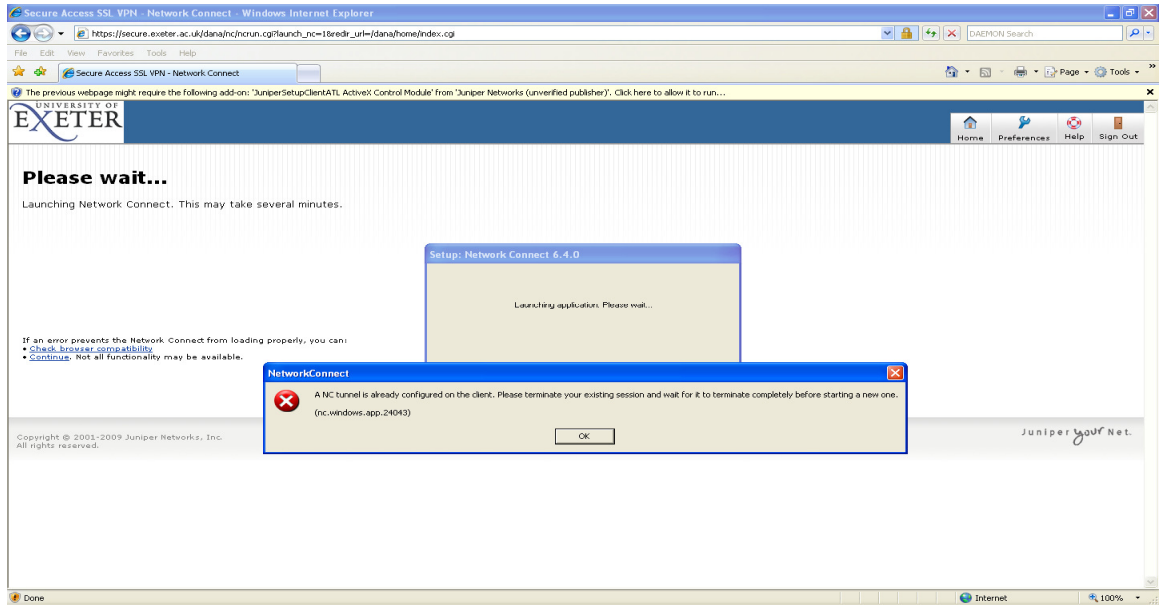 Secure Access SSL VPN - Network Connect - Windows Internet Explorer
https://secure.exeter.ac.uk/dana/nc/ncrun.cgi?launch_nc=1&redir_url=/dana/home/index.cgi
DAEMON Search
File Edit View Favorites Tools Help
Secure Access SSL VPN - Network Connect
Page Tools
The previous webpage might require the following add-on: 'JuniperSetupClientATL ActiveX Control Module' from 'Juniper Networks (unverified publisher)'. Click here to allow it to run...
UNIVERSITY OF
EXETER
Home Preferences Help Sign Out
Please wait...
Launching Network Connect. This may take several minutes.
Setup: Network Connect 6.4.0
Launching application. Please wait...
If an error prevents the Network Connect from loading properly, you can:
• Check browser compatibility
• Continue. Not all functionality may be available.
NetworkConnect
A NC tunnel is already configured on the client. Please terminate your existing session and wait for it to terminate completely before starting a new one.
(nc.windows.app.24043)
OK
Copyright © 2001-2009 Juniper Networks, Inc.
All rights reserved.
Juniper your Net.
Done
Internet
100%